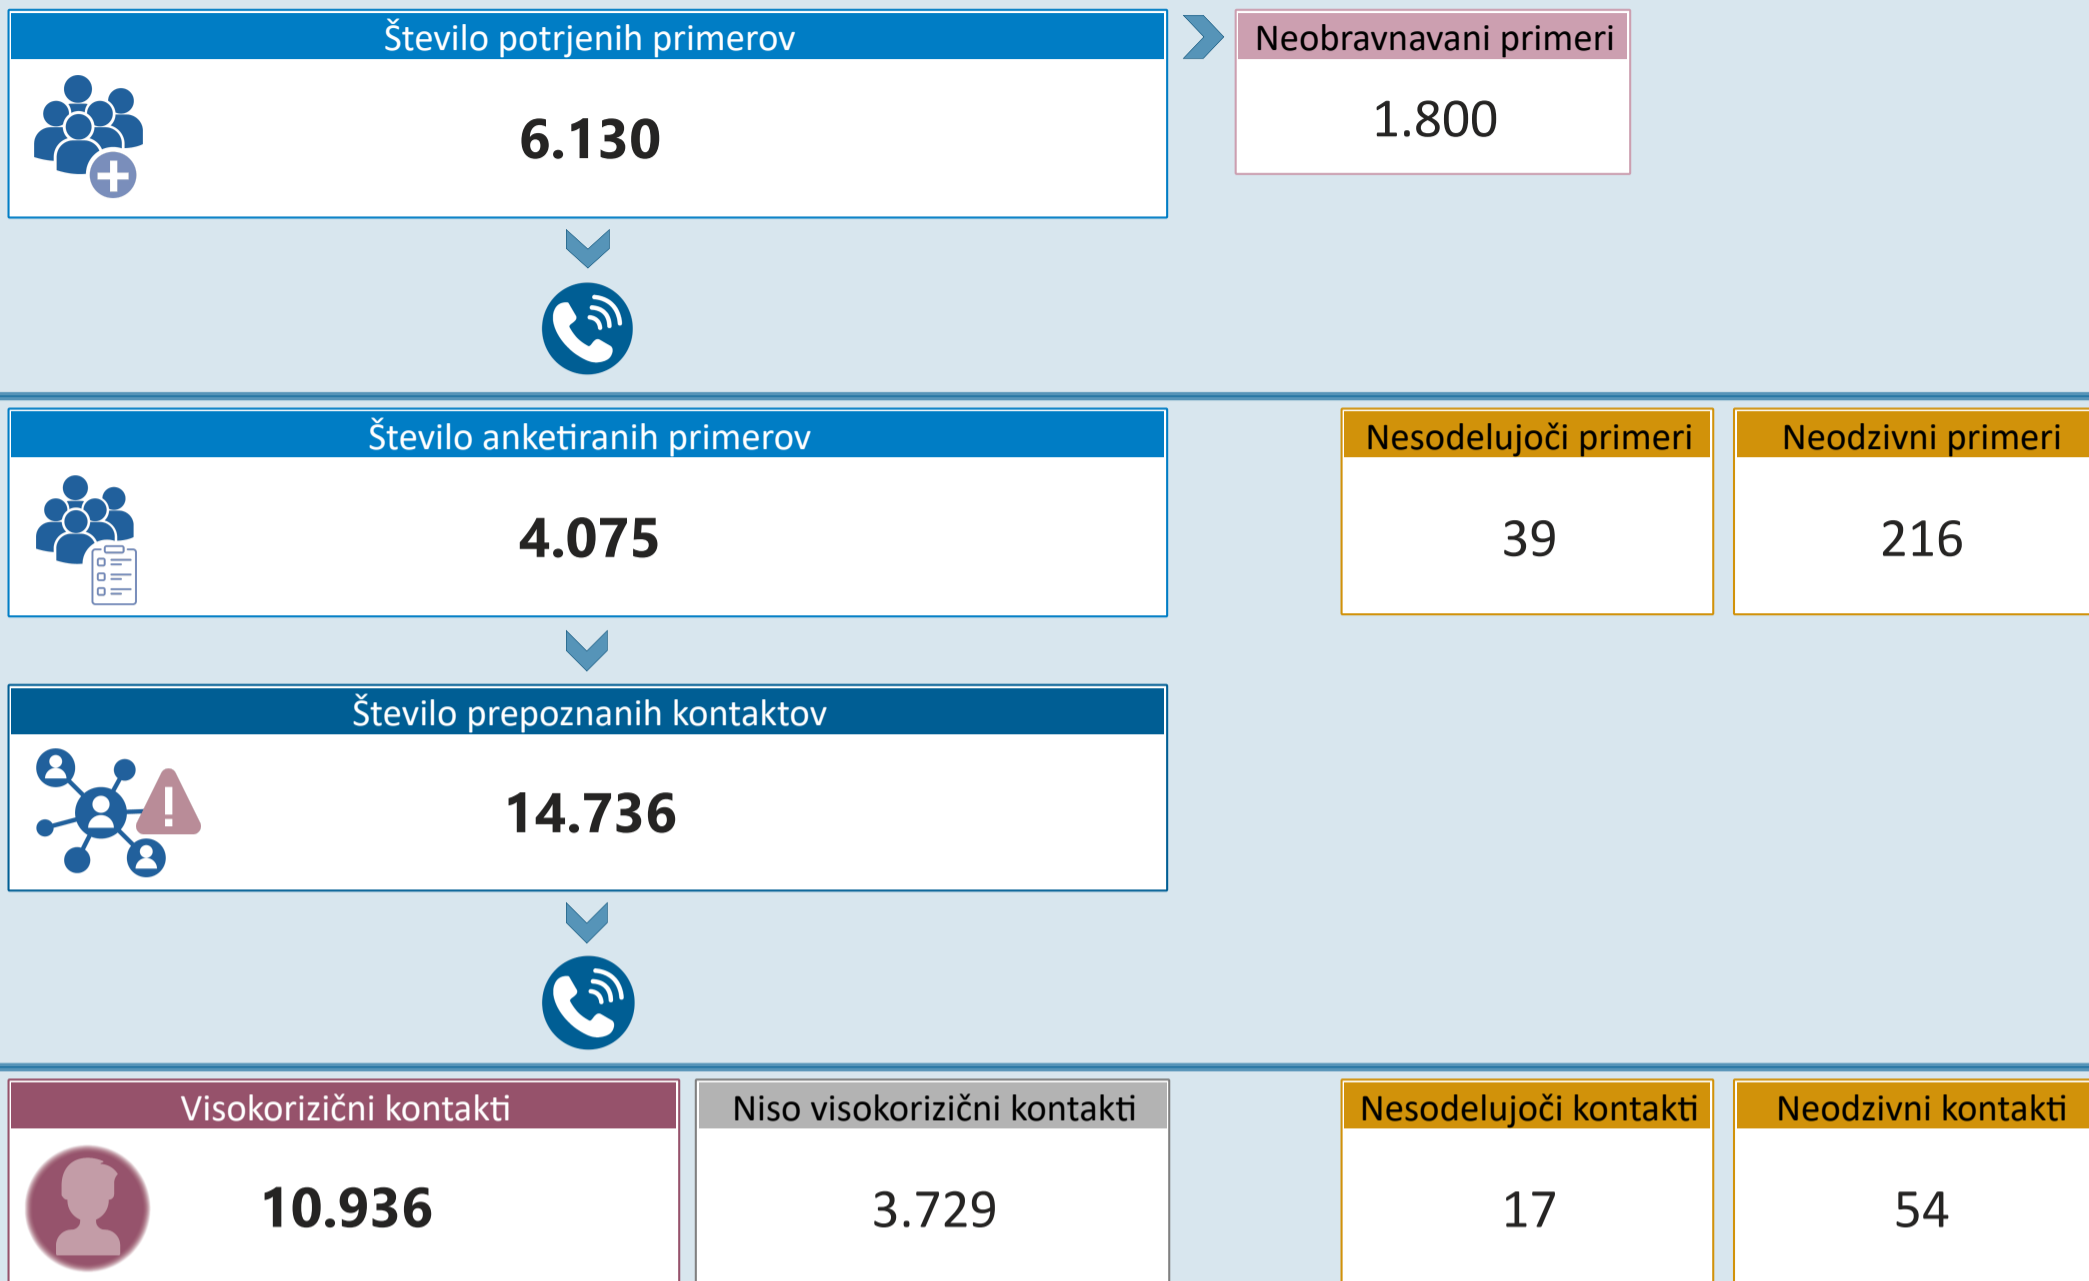 Število potrjenih primerov
Neobravnavani primeri
6.130
1.800
Število anketiranih primerov
Nesodelujoči primeri
Neodzivni primeri
4.075
39
216
Število prepoznanih kontaktov
14.736
Visokorizični kontakti
Niso visokorizični kontakti
Nesodelujoči kontakti
Neodzivni kontakti
10.936
3.729
17
54